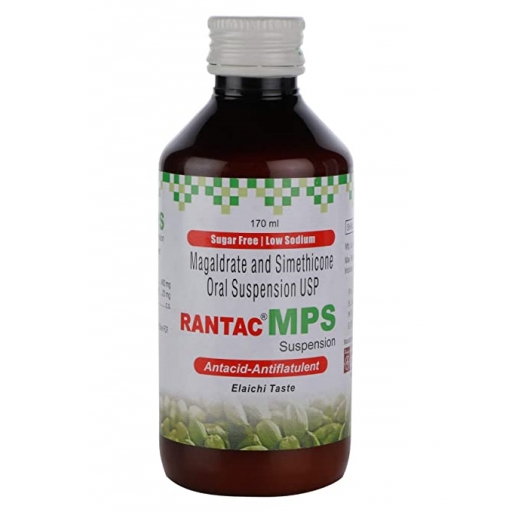 170 ml
Sugar Free | Low Sodium
Magaldrate and Simethicone
Oral Suspension USP
RANTAC® MPS
Suspension
Antacid-Antiflatulent
Elaichi Taste